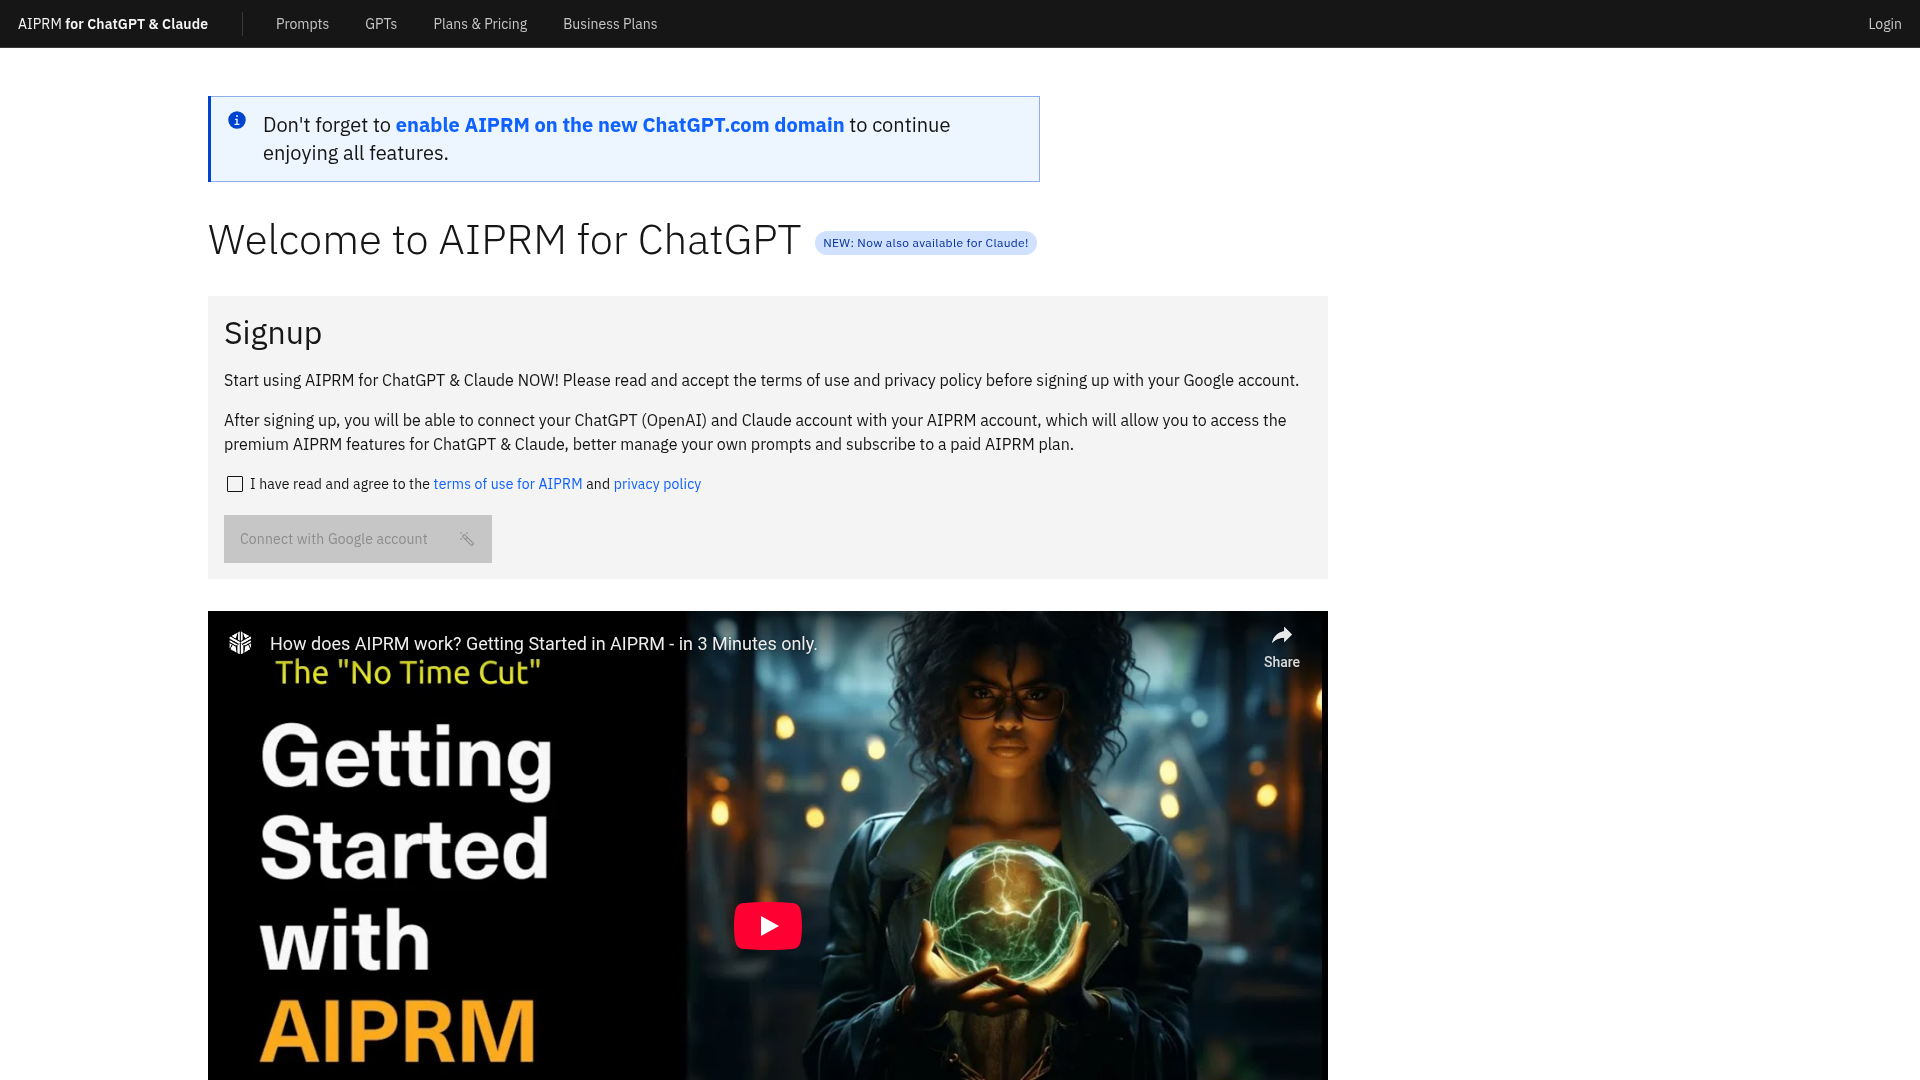 AIPRM for ChatGPT & Claude
Prompts
GPTs
Plans & Pricing
Business Plans
Login
Don't forget to enable AIPRM on the new ChatGPT.com domain to continue
enjoying all features.
Welcome to AIPRM for ChatGPT
NEW: Now also available for Claude!
Signup
Start using AIPRM for ChatGPT & Claude NOW! Please read and accept the terms of use and privacy policy before signing up with your Google account.
After signing up, you will be able to connect your ChatGPT (OpenAI) and Claude account with your AIPRM account, which will allow you to access the
premium AIPRM features for ChatGPT & Claude, better manage your own prompts and subscribe to a paid AIPRM plan.
I have read and agree to the terms of use for AIPRM and privacy policy
Connect with Google account
How does AIPRM work? Getting Started in AIPRM - in 3 Minutes only.
Share
The "No Time Cut"
Getting
Started
with
AIPRM